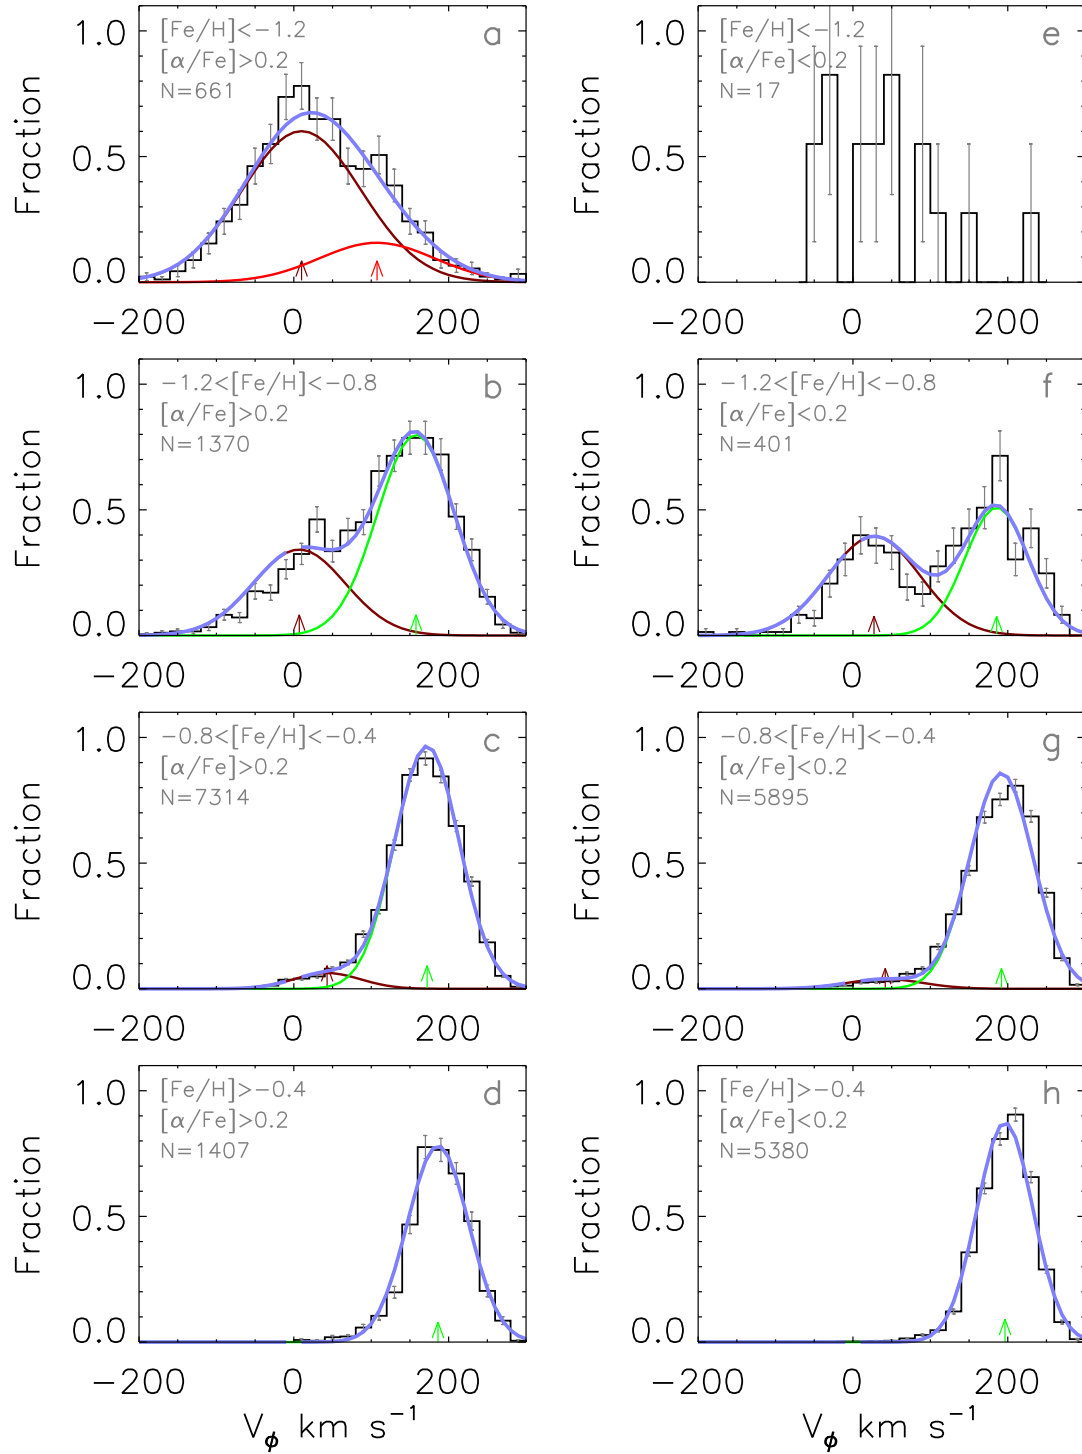 [Fe/H]<−1.2
[α/Fe]>0.2
N=661
a
Fraction
1.0
0.5
0.0
−200 0 200
[Fe/H]<−1.2
[α/Fe]<0.2
N=17
e
Fraction
1.0
0.5
0.0
−200 0 200
−1.2<[Fe/H]<−0.8
[α/Fe]>0.2
N=1370
b
Fraction
1.0
0.5
0.0
−200 0 200
−1.2<[Fe/H]<−0.8
[α/Fe]<0.2
N=401
f
Fraction
1.0
0.5
0.0
−200 0 200
−0.8<[Fe/H]<−0.4
[α/Fe]>0.2
N=7314
c
Fraction
1.0
0.5
0.0
−200 0 200
−0.8<[Fe/H]<−0.4
[α/Fe]<0.2
N=5895
g
Fraction
1.0
0.5
0.0
−200 0 200
[Fe/H]>−0.4
[α/Fe]>0.2
N=1407
d
Fraction
1.0
0.5
0.0
−200 0 200
V_ϕ km s⁻¹
[Fe/H]>−0.4
[α/Fe]<0.2
N=5380
h
Fraction
1.0
0.5
0.0
−200 0 200
V_ϕ km s⁻¹